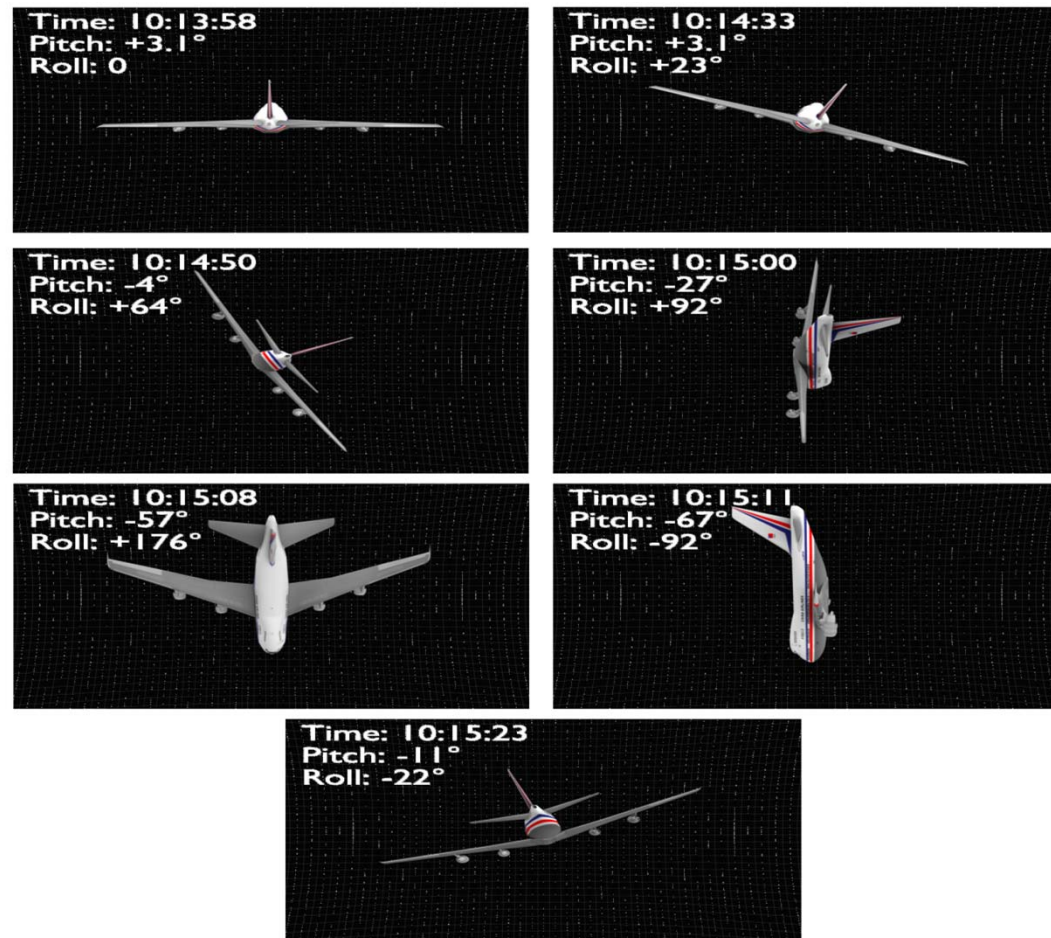 Time: 10:13:58
Pitch: +3.1°
Roll: 0
Time: 10:14:33
Pitch: +3.1°
Roll: +23°
Time: 10:14:50
Pitch: -4°
Roll: +64°
Time: 10:15:00
Pitch: -27°
Roll: +92°
Time: 10:15:08
Pitch: -57°
Roll: +176°
Time: 10:15:11
Pitch: -67°
Roll: -92°
Time: 10:15:23
Pitch: -11°
Roll: -22°